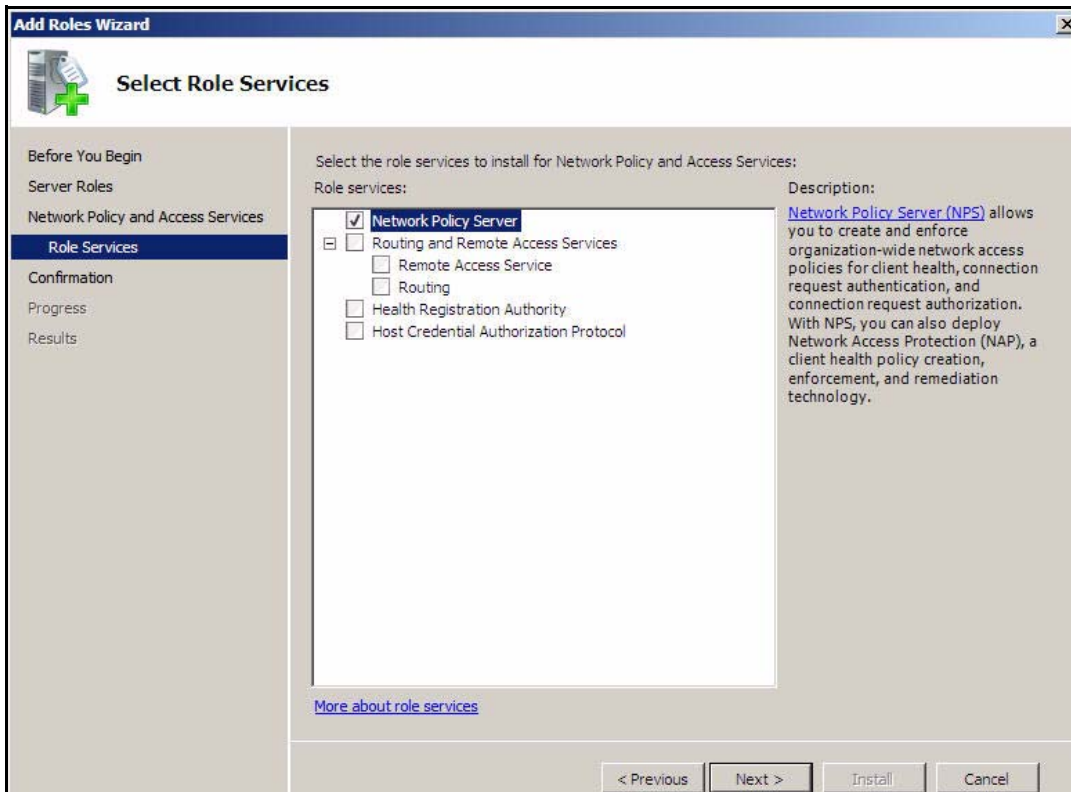 Add Roles Wizard
Select Role Services
Before You Begin
Server Roles
Network Policy and Access Services
Role Services
Confirmation
Progress
Results
Select the role services to install for Network Policy and Access Services:
Role services:
Network Policy Server
Routing and Remote Access Services
Remote Access Service
Routing
Health Registration Authority
Host Credential Authorization Protocol
More about role services
Description:
Network Policy Server (NPS) allows
you to create and enforce
organization-wide network access
policies for client health, connection
request authentication, and
connection request authorization.
With NPS, you can also deploy
Network Access Protection (NAP), a
client health policy creation,
enforcement, and remediation
technology.
< Previous
Next >
Install
Cancel